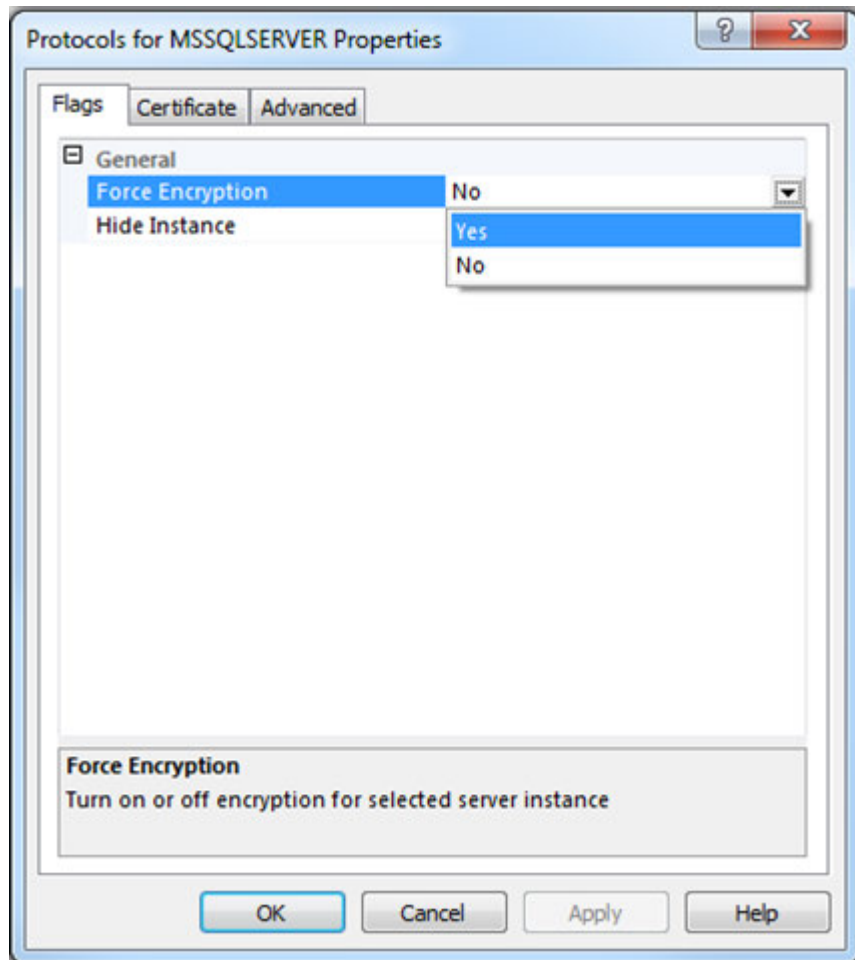 Protocols for MSSQLSERVER Properties
Flags Certificate Advanced
General
Force Encryption No
Hide Instance Yes
No
Force Encryption
Turn on or off encryption for selected server instance
OK Cancel Apply Help